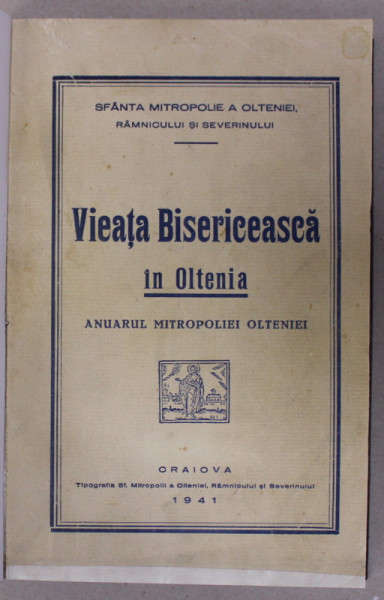 SFÂNTA MITROPOLIE A OLTENIEI,
RÂMNICULUI ȘI SEVERINULUI
Vieața Bisericească
în Oltenia
ANUARUL MITROPOLIEI OLTENIEI
CRAIOVA
Tipografia Sf. Mitropolii a Olteniei, Râmnicului și Severinului
1941